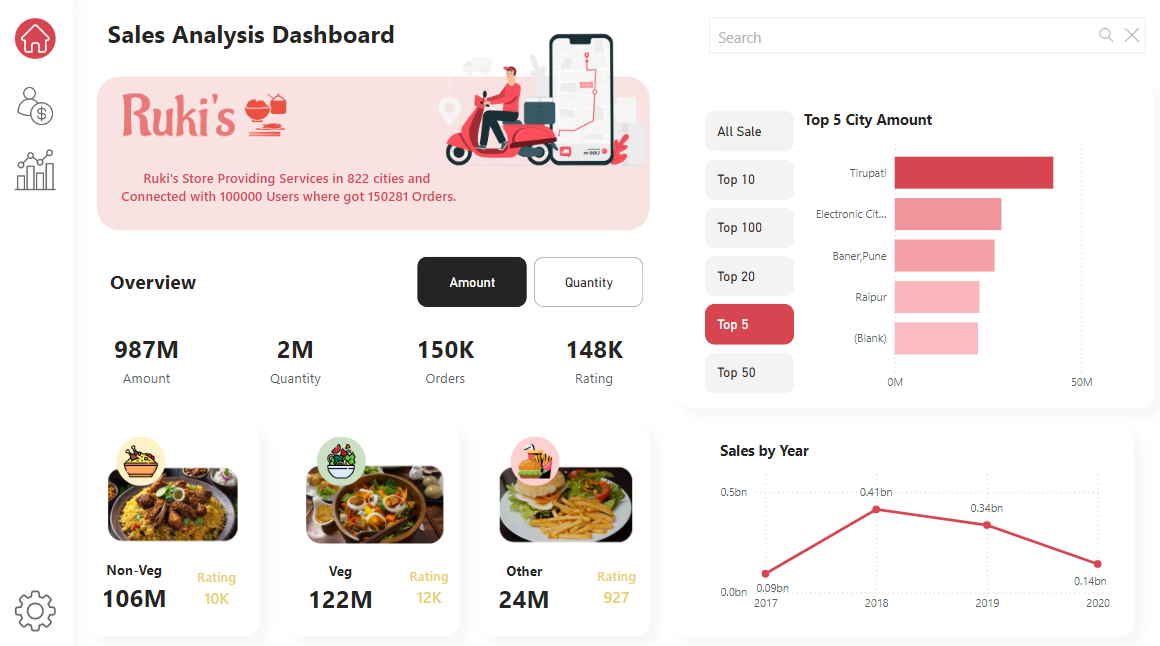 Sales Analysis Dashboard
Search
Ruki's
Ruki's Store Providing Services in 822 cities and
Connected with 100000 Users where got 150281 Orders.
Overview
Amount
Quantity
987M
Amount
2M
Quantity
150K
Orders
148K
Rating
Non-Veg
106M
Rating
10K
Veg
122M
Rating
12K
Other
24M
Rating
927
All Sale
Top 10
Top 100
Top 20
Top 5
Top 50
Top 5 City Amount
Tirupati
Electronic Cit...
Baner,Pune
Raipur
(Blank)
0M
50M
Sales by Year
0.5bn
0.0bn
0.09bn
0.41bn
0.34bn
0.14bn
2017
2018
2019
2020